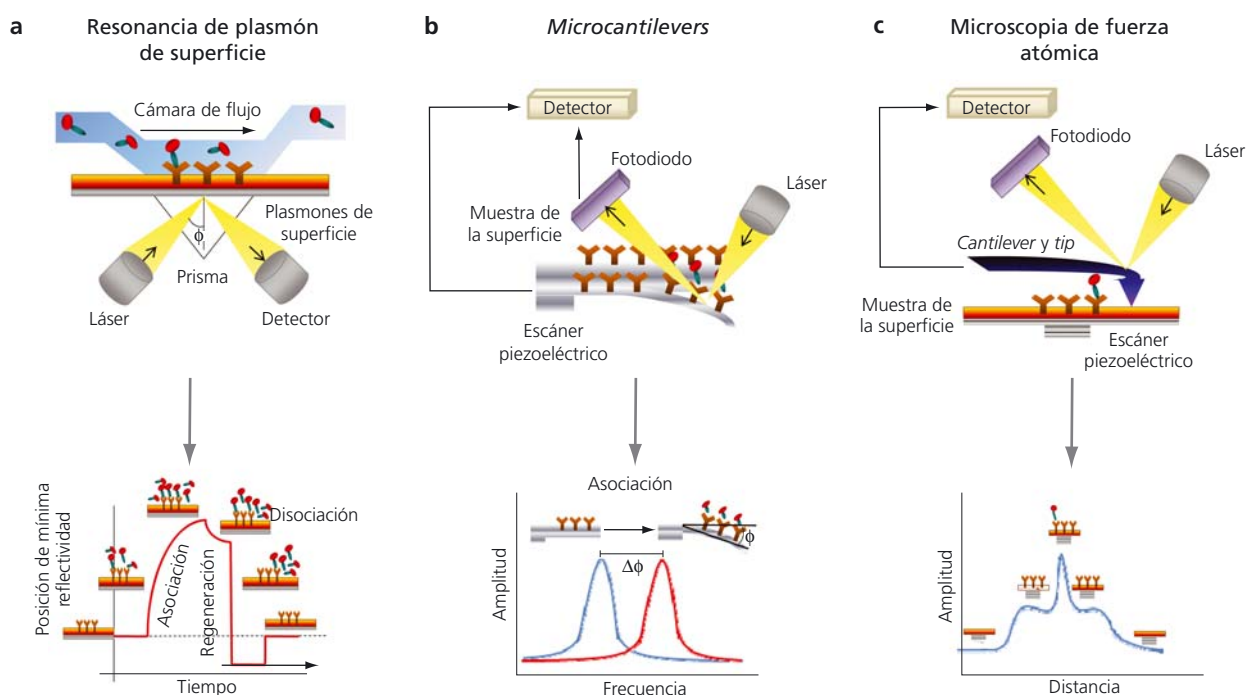 a
Resonancia de plasmón
de superficie
Cámara de flujo
Plasmones de
superficie
ϕ
Prisma
Láser
Detector
Posición de mínima
reflectividad
Asociación
Regeneración
Disociación
Tiempo
b
Microcantilevers
Detector
Fotodiodo
Láser
Muestra de
la superficie
Escáner
piezoeléctrico
Asociación
ϕ
Δϕ
Amplitud
Frecuencia
c
Microscopia de fuerza
atómica
Detector
Fotodiodo
Láser
Cantilever y tip
Muestra de
la superficie
Escáner
piezoeléctrico
Amplitud
Distancia